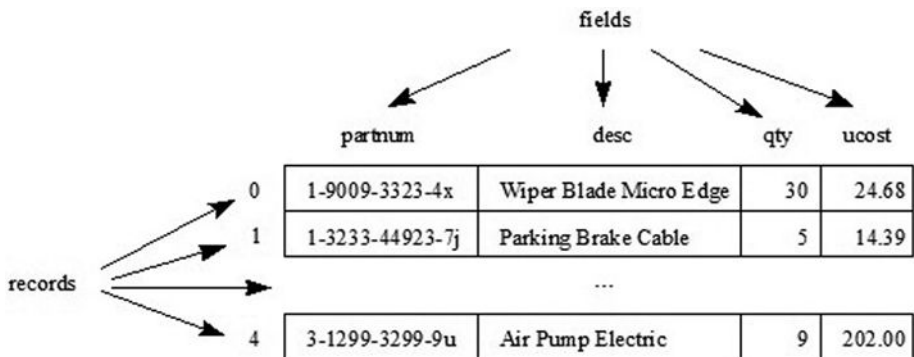 fields
partnum desc qty ucost
0 1-9009-3323-4x Wiper Blade Micro Edge 30 24.68
1 1-3233-44923-7j Parking Brake Cable 5 14.39
records ...
4 3-1299-3299-9u Air Pump Electric 9 202.00